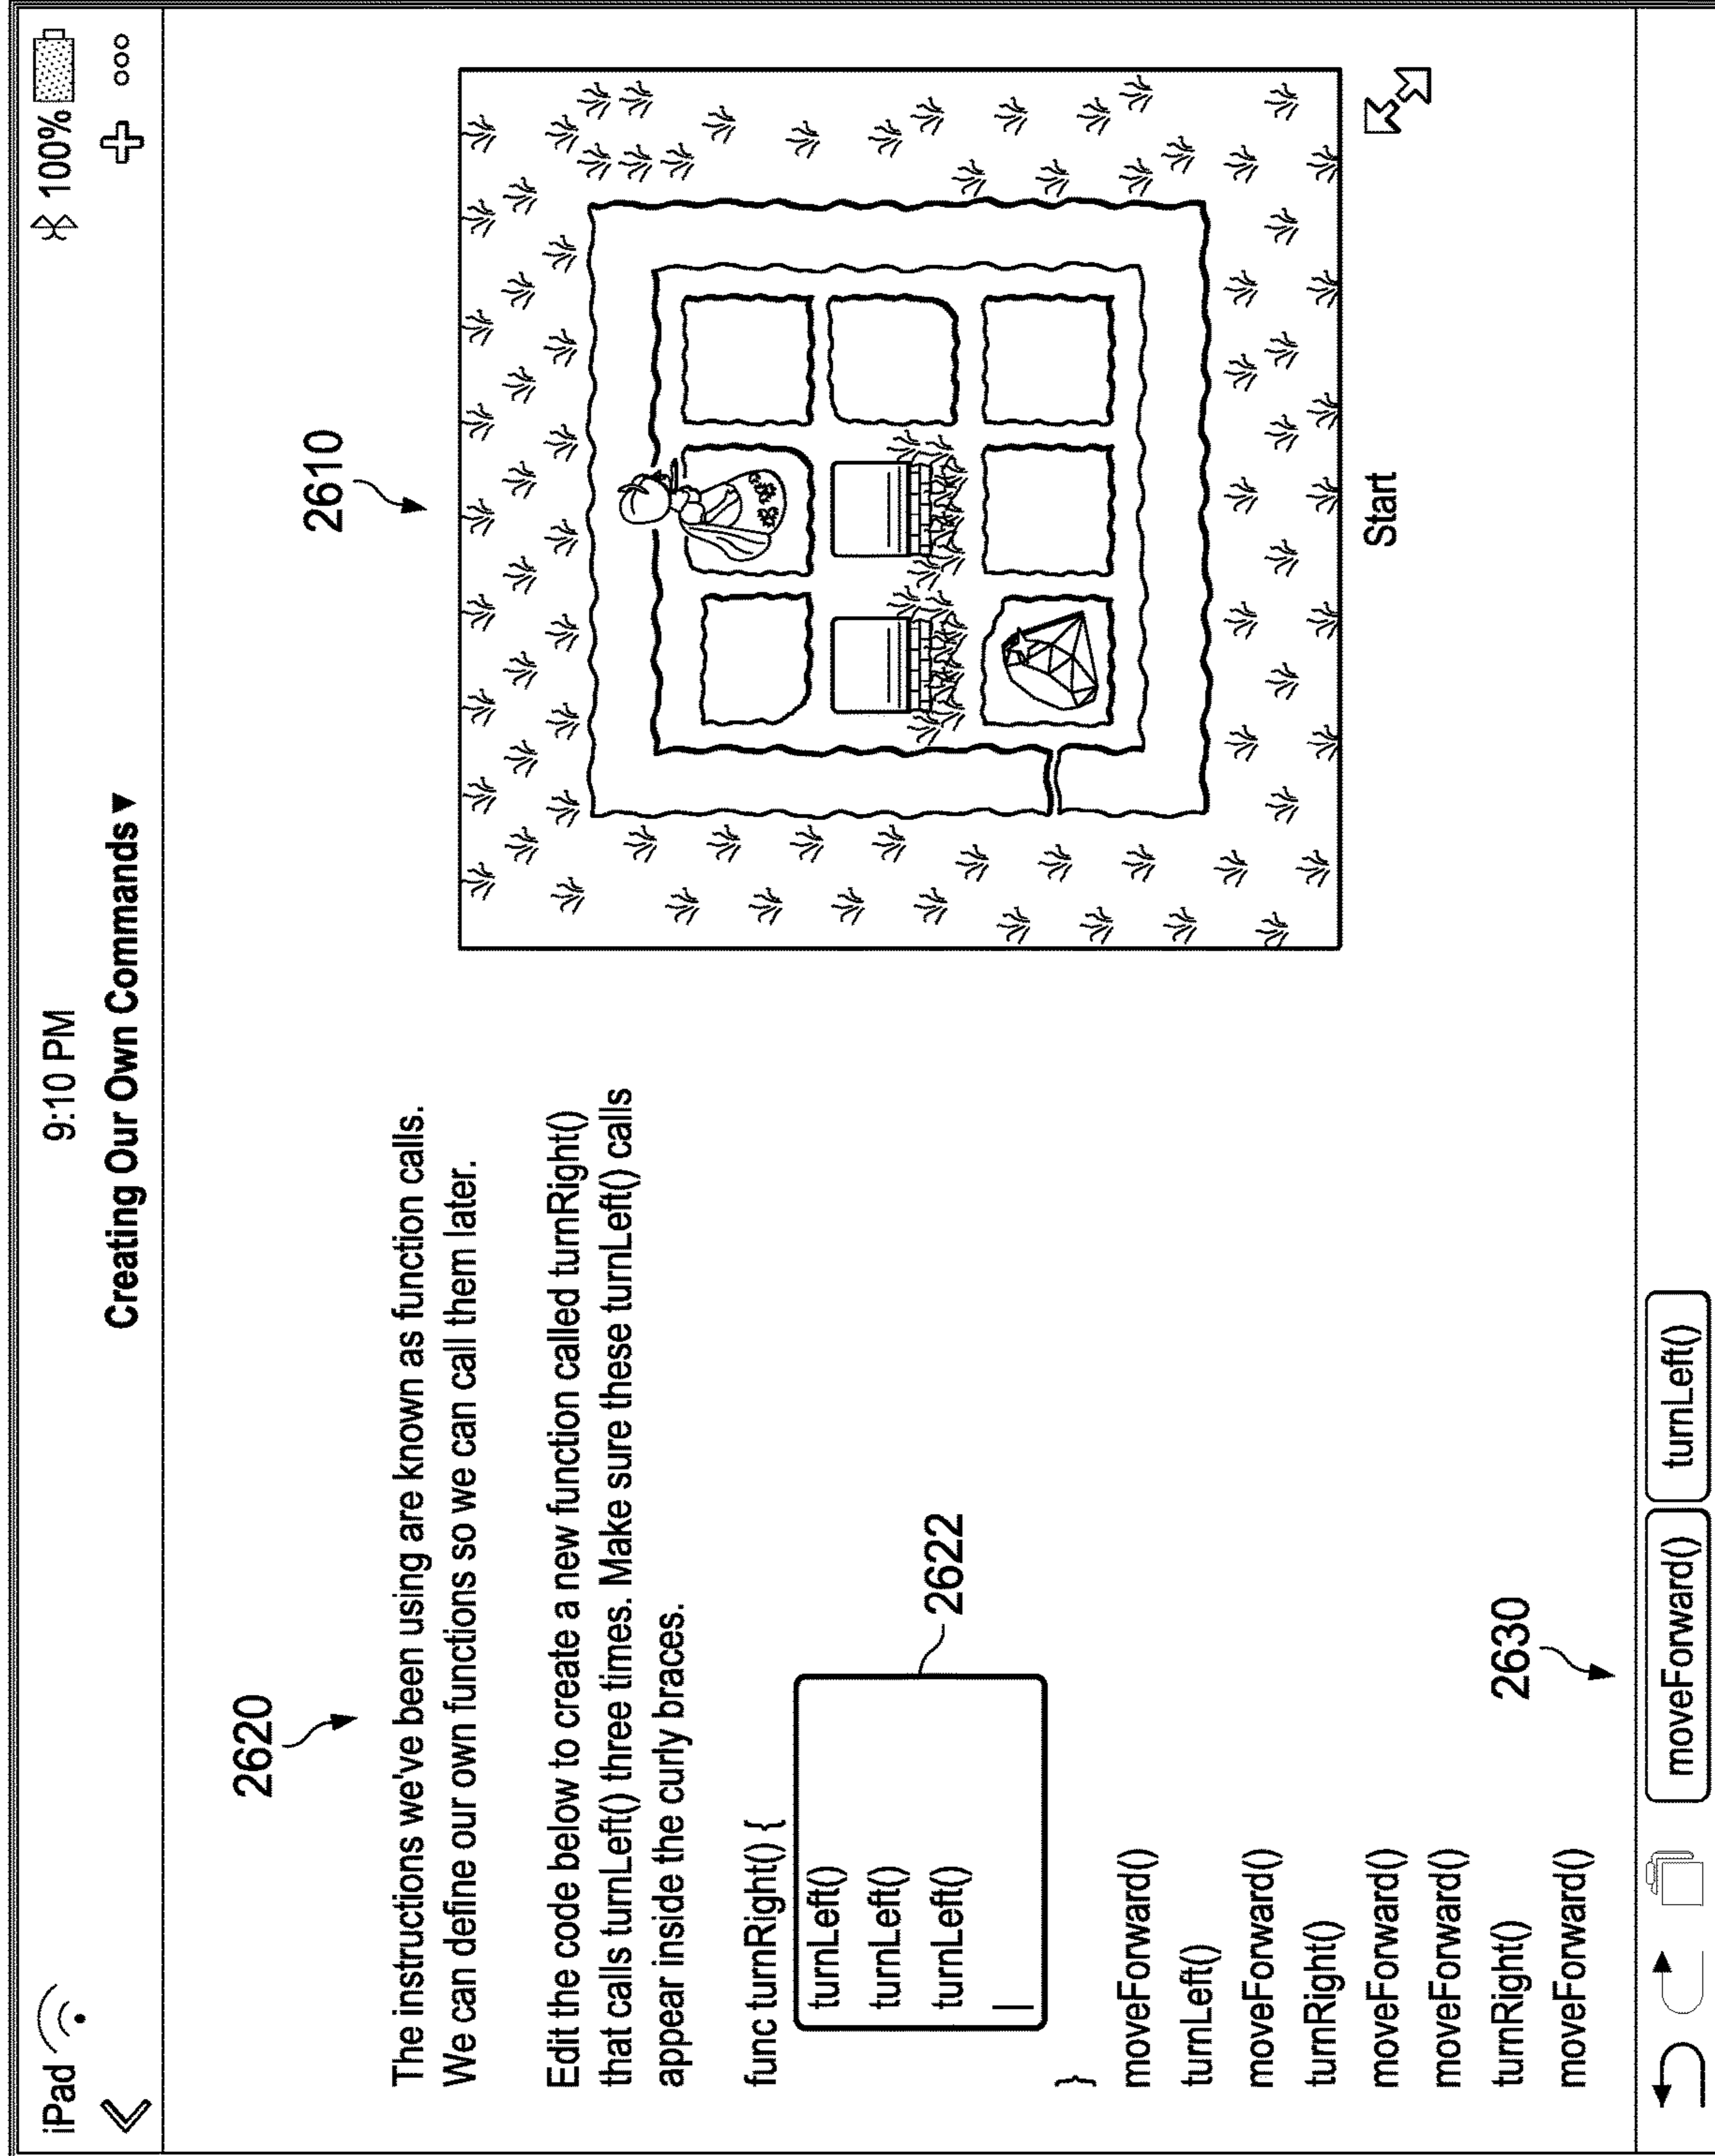 iPad 9:10 PM 100%
Creating Our Own Commands ▼
2620
2610
The instructions we've been using are known as function calls.
We can define our own functions so we can call them later.
Edit the code below to create a new function called turnRight()
that calls turnLeft() three times. Make sure these turnLeft() calls
appear inside the curly braces.
func turnRight() {
turnLeft()
turnLeft()
turnLeft()
2622
}
moveForward()
turnLeft()
moveForward()
turnRight()
moveForward()
moveForward()
turnRight()
moveForward()
Start
2630
moveForward() turnLeft()